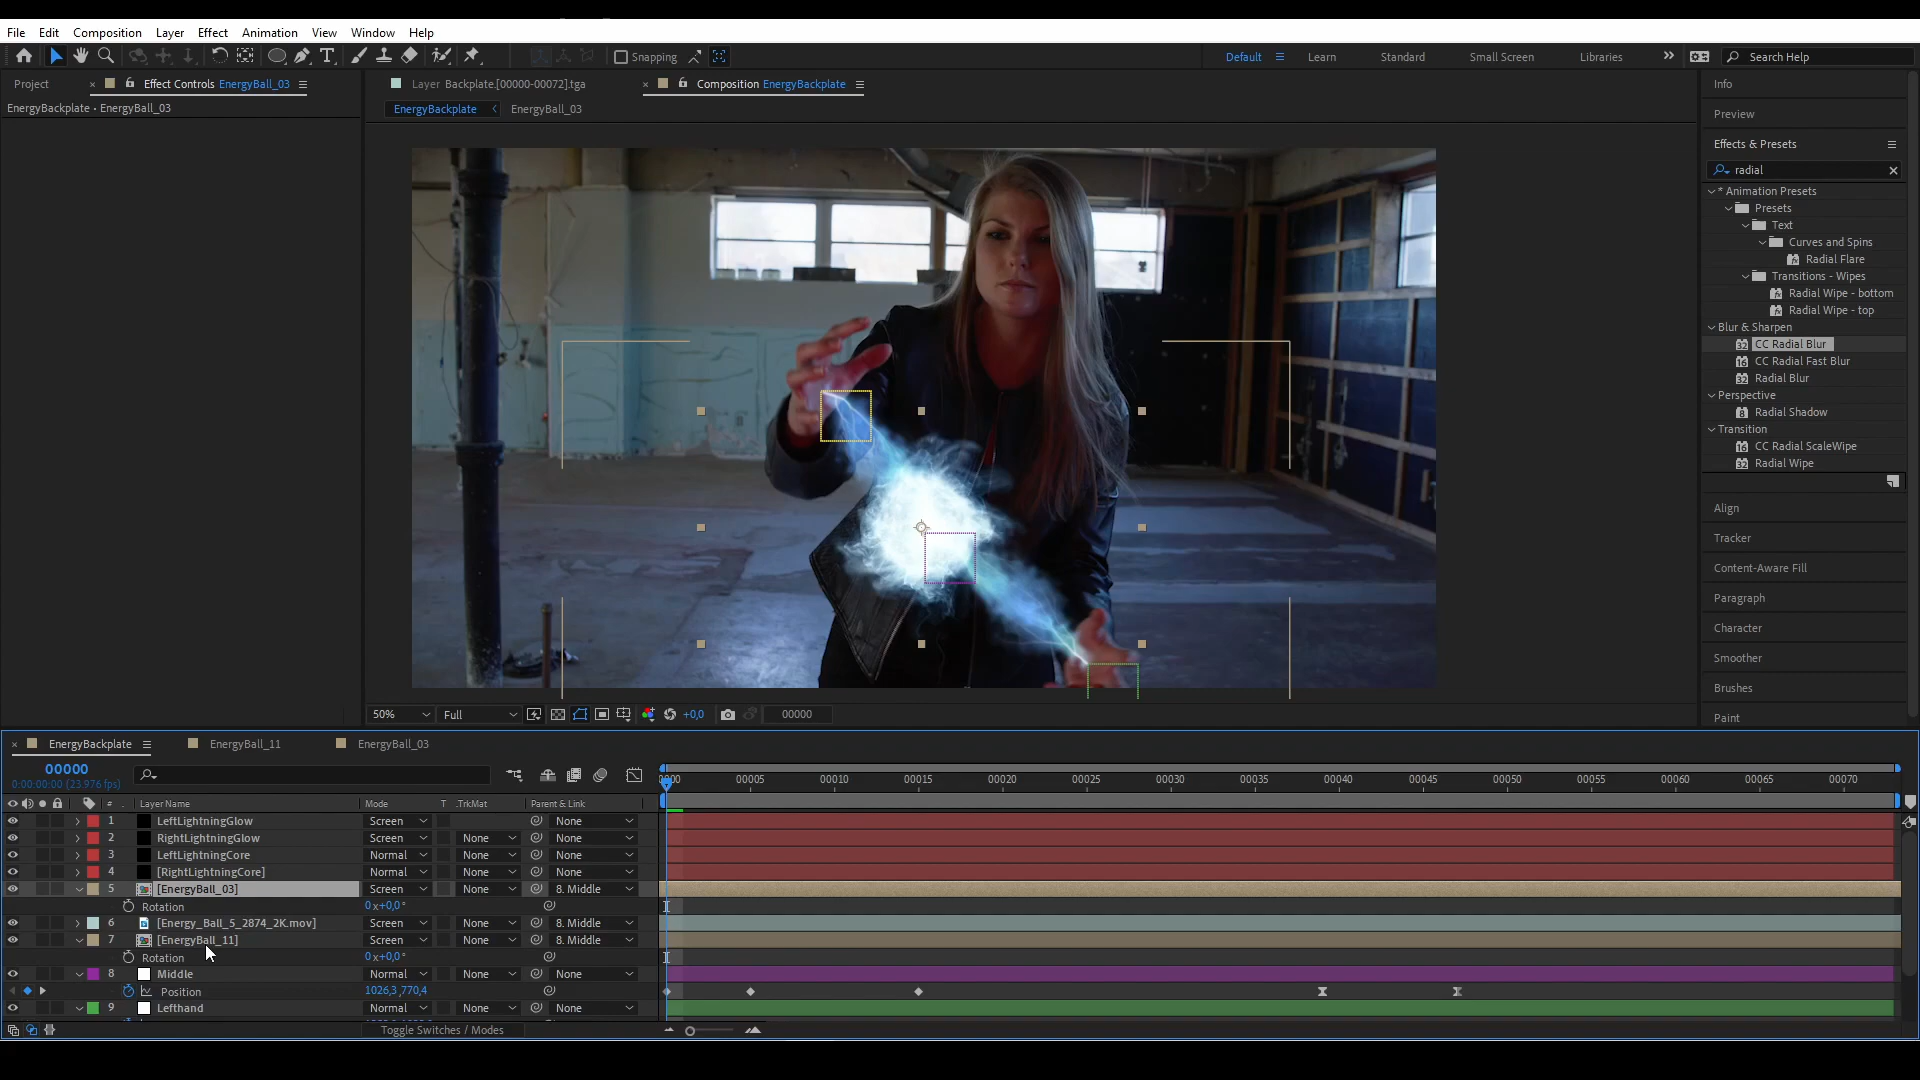 File Edit Composition Layer Effect Animation View Window Help
Snapping Default Learn Standard Small Screen Libraries Search Help
Project Effect Controls EnergyBall_03
EnergyBackplate • EnergyBall_03
Layer Backplate.[00000-00072].tga Composition EnergyBackplate
EnergyBackplate EnergyBall_03
50% Full +0,0 00000
Info
Preview
Effects & Presets
radial
* Animation Presets
Presets
Text
Curves and Spins
Radial Flare
Transitions - Wipes
Radial Wipe - bottom
Radial Wipe - top
Blur & Sharpen
CC Radial Blur
CC Radial Fast Blur
Radial Blur
Perspective
Radial Shadow
Transition
CC Radial ScaleWipe
Radial Wipe
Align
Tracker
Content-Aware Fill
Paragraph
Character
Smoother
Brushes
Paint
EnergyBackplate EnergyBall_11 EnergyBall_03
00000
0:00:00:00 (23.976 fps)
0000 00005 00010 00015 00020 00025 00030 00035 00040 00045 00050 00055 00060 00065 00070
# Layer Name Mode T .TrkMat Parent & Link
1 LeftLightningGlow Screen None
2 RightLightningGlow Screen None None
3 LeftLightningCore Normal None None
4 [RightLightningCore] Normal None None
5 [EnergyBall_03] Screen None 8. Middle
Rotation 0x+0,0°
6 [Energy_Ball_5_2874_2K.mov] Screen None 8. Middle
7 [EnergyBall_11] Screen None 8. Middle
Rotation 0x+0,0°
8 Middle Normal None None
Position 1026,3,770,4
9 Lefthand Normal None None
Toggle Switches / Modes